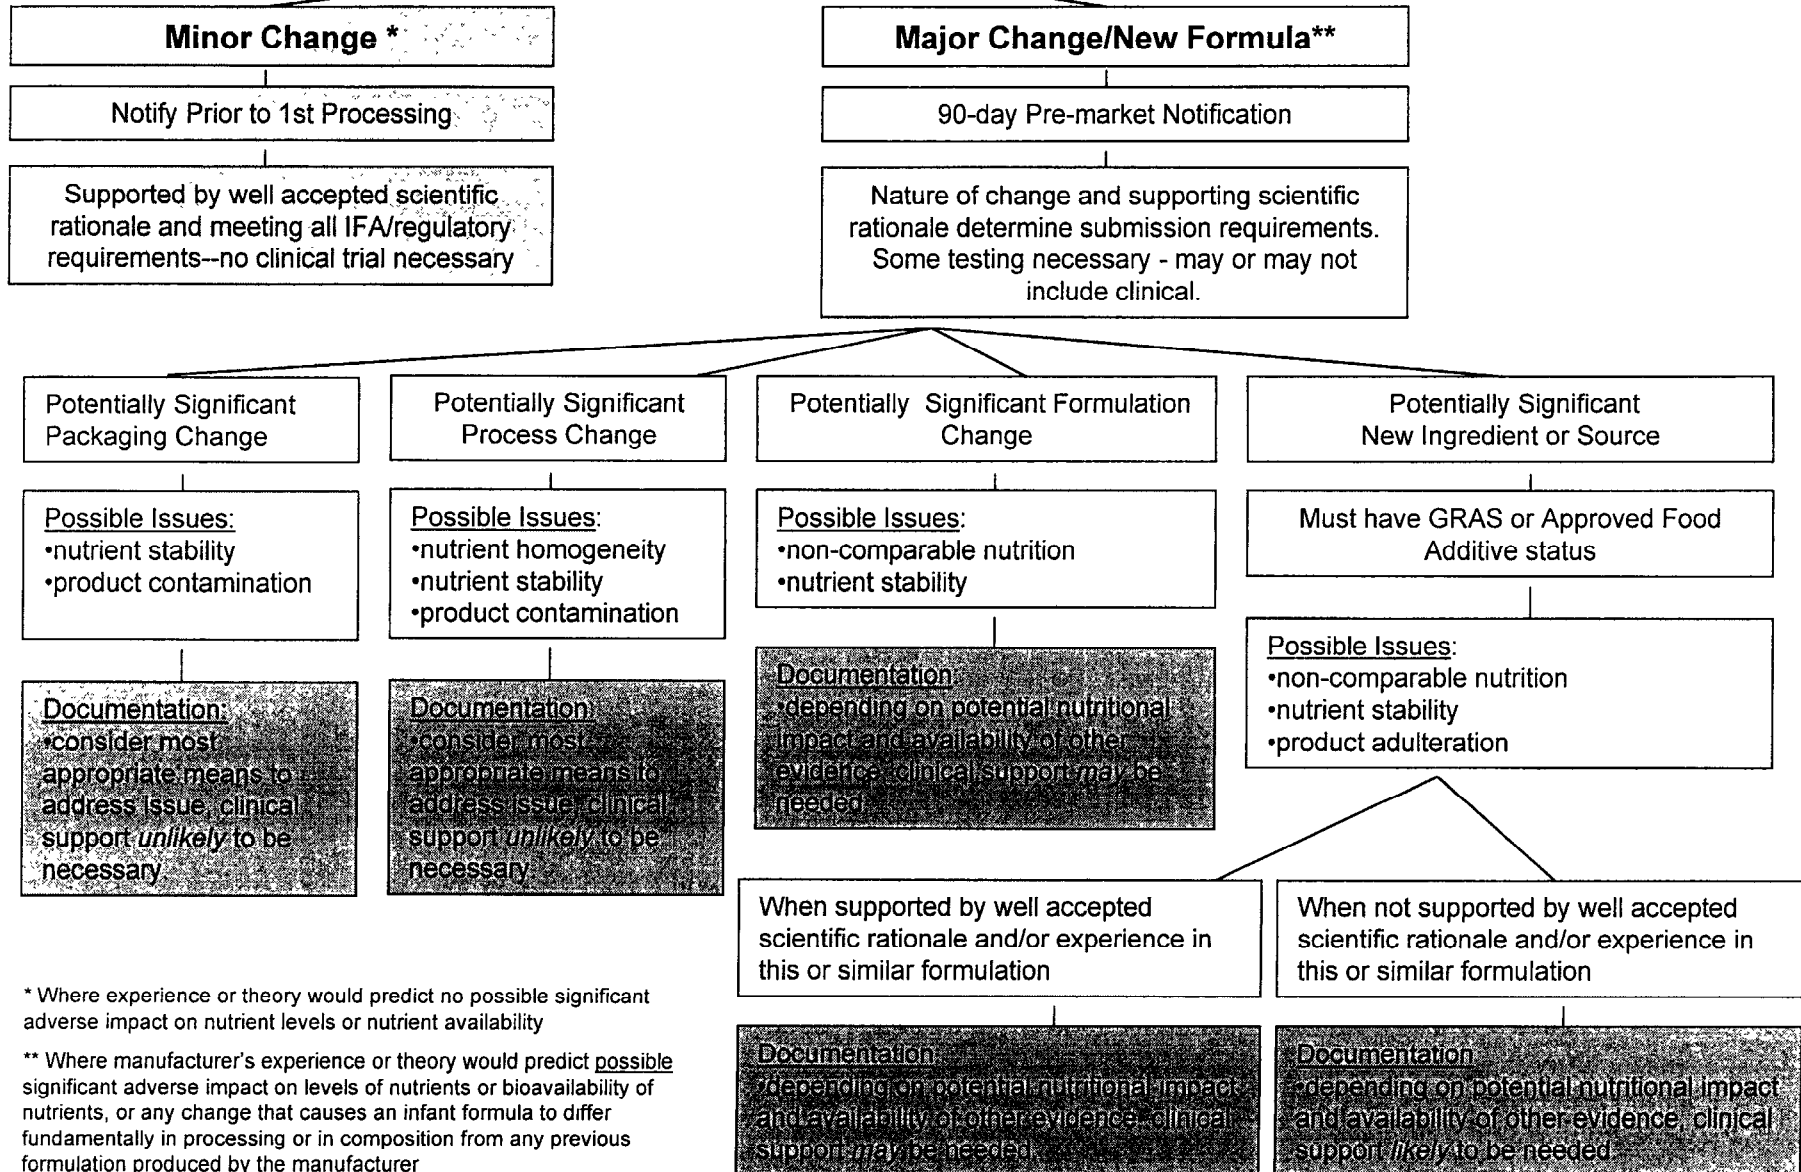 Minor Change *
Major Change/New Formula**
Notify Prior to 1st Processing
90-day Pre-market Notification
Supported by well accepted scientific
rationale and meeting all IFA/regulatory
requirements--no clinical trial necessary
Nature of change and supporting scientific
rationale determine submission requirements.
Some testing necessary - may or may not
include clinical.
Potentially Significant
Packaging Change
Potentially Significant
Process Change
Potentially Significant Formulation
Change
Potentially Significant
New Ingredient or Source
Possible Issues:
•nutrient stability
•product contamination
Possible Issues:
•nutrient homogeneity
•nutrient stability
•product contamination
Possible Issues:
•non-comparable nutrition
•nutrient stability
Must have GRAS or Approved Food
Additive status
Possible Issues:
•non-comparable nutrition
•nutrient stability
•product adulteration
Documentation:
•consider most
appropriate means to
address issue, clinical
support unlikely to be
necessary
Documentation:
•consider most
appropriate means to
address issue, clinical
support unlikely to be
necessary.
Documentation:
•depending on potential nutritional
impact and availability of other
evidence, clinical support may be
needed
When supported by well accepted
scientific rationale and/or experience in
this or similar formulation
When not supported by well accepted
scientific rationale and/or experience in
this or similar formulation
Documentation:
•depending on potential nutritional impact
and availability of other evidence, clinical
support may be needed.
Documentation
•depending on potential nutritional impact
and availability of other evidence, clinical
support likely to be needed.
* Where experience or theory would predict no possible significant
adverse impact on nutrient levels or nutrient availability
** Where manufacturer's experience or theory would predict possible
significant adverse impact on levels of nutrients or bioavailability of
nutrients, or any change that causes an infant formula to differ
fundamentally in processing or in composition from any previous
formulation produced by the manufacturer